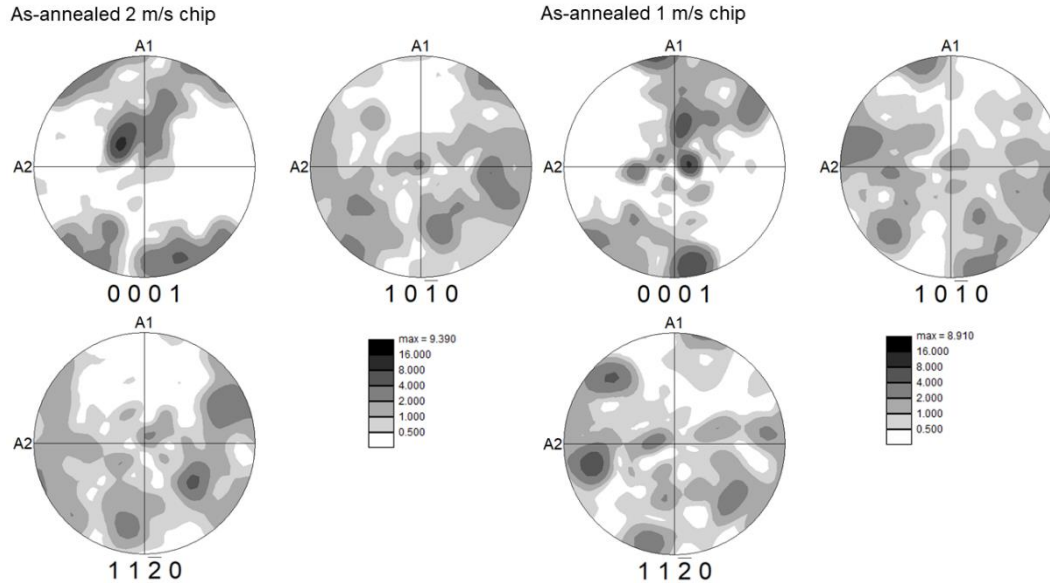 As-annealed 2 m/s chip
A1
A2
0 0 0 1
A1
1 0 1̅ 0
A1
A2
1 1 2̅ 0
max = 9.390
16.000
8.000
4.000
2.000
1.000
0.500
As-annealed 1 m/s chip
A1
A2
0 0 0 1
A1
1 0 1̅ 0
A1
A2
1 1 2̅ 0
max = 8.910
16.000
8.000
4.000
2.000
1.000
0.500